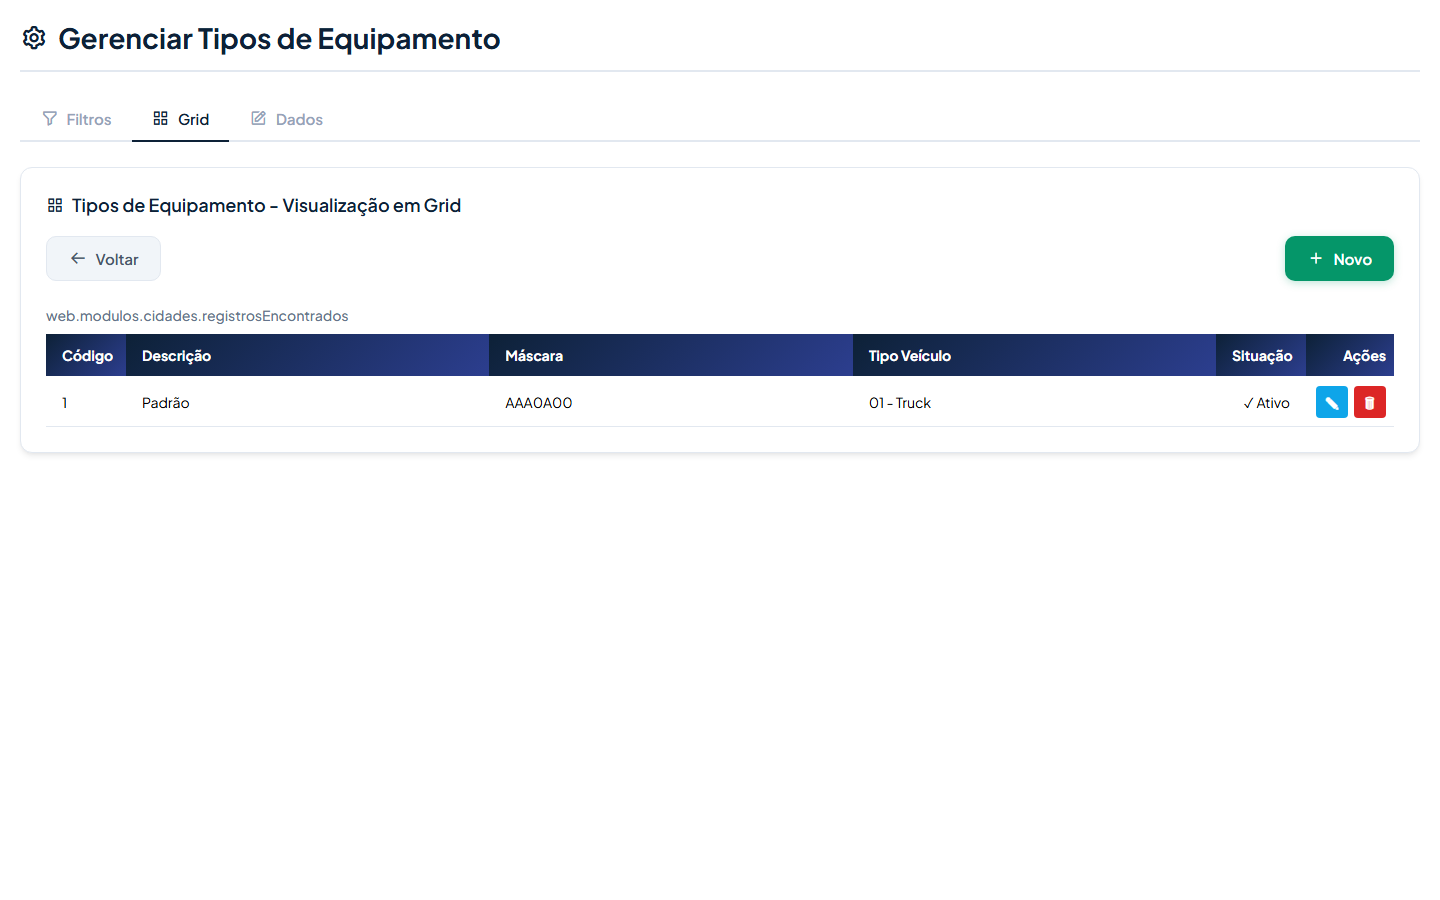 Gerenciar Tipos de Equipamento
Filtros Grid Dados
Tipos de Equipamento - Visualização em Grid
Voltar
Novo
web.modulos.cidades.registrosEncontrados
Código Descrição Máscara Tipo Veículo Situação Ações
1 Padrão AAA0A00 01 - Truck ✓ Ativo